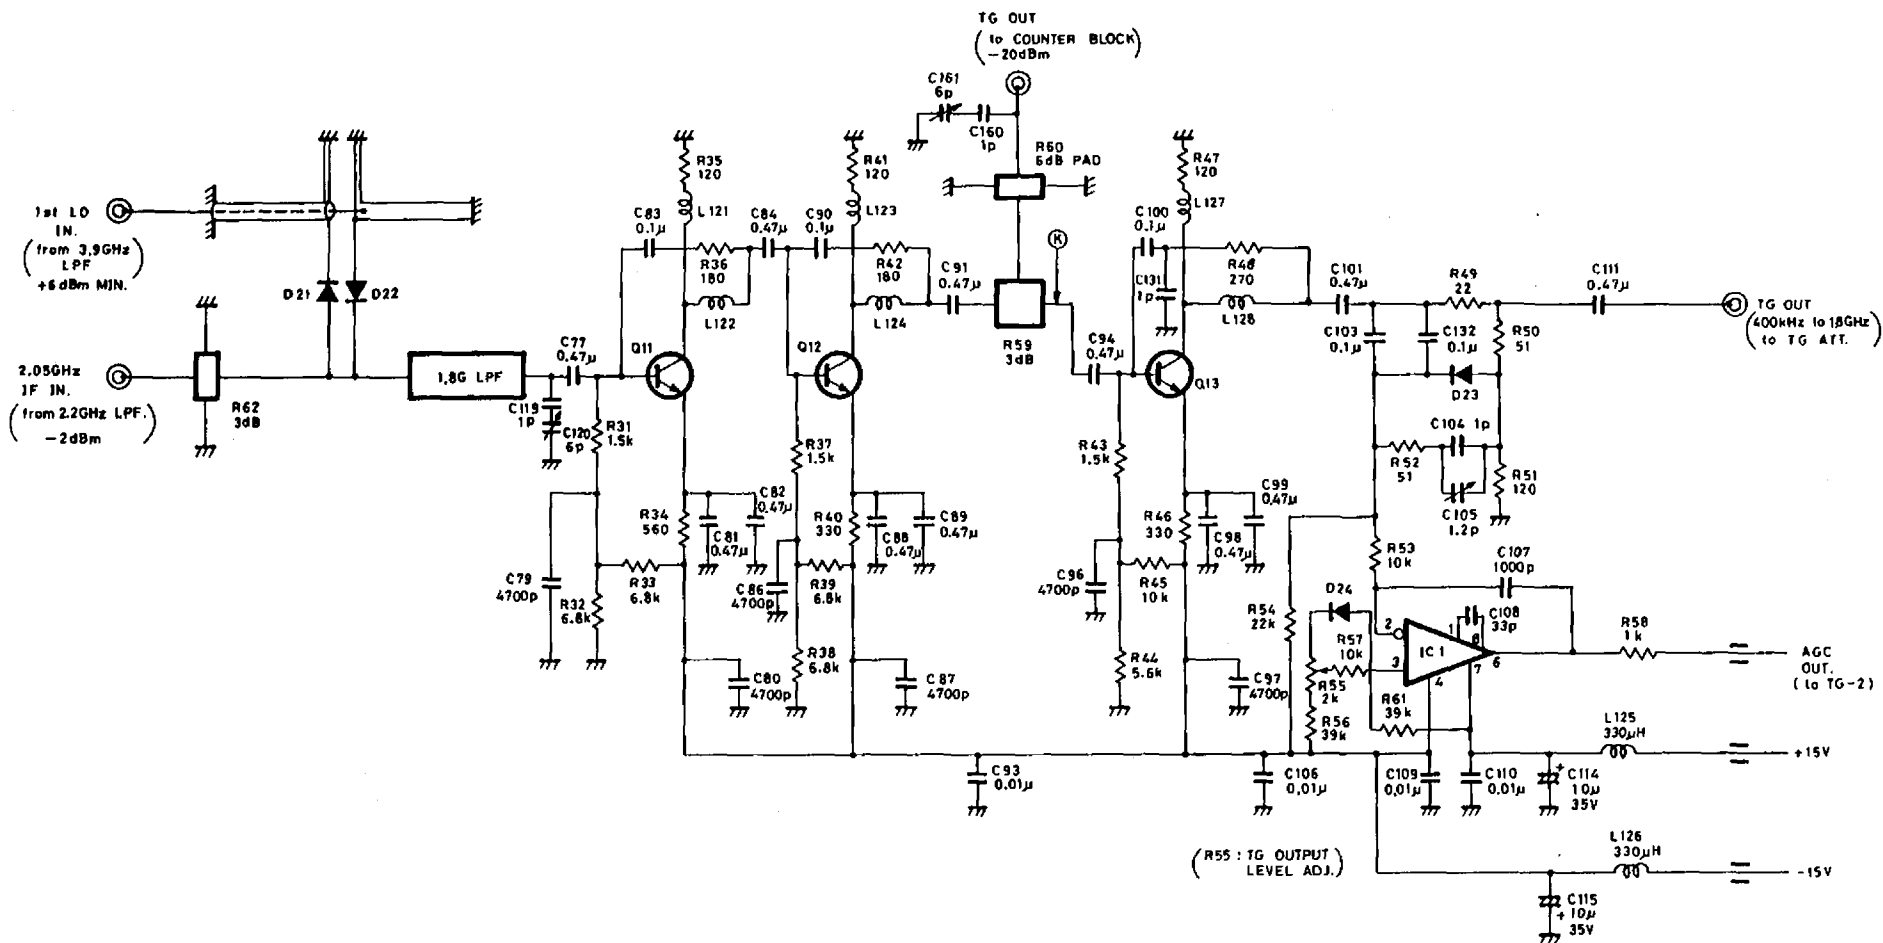 TG OUT
(to COUNTER BLOCK)
−20dBm
C161
6p
C160
1p
R60
6dB PAD
1st LO
IN.
(from 3.9GHz
LPF
+6dBm MIN.)
D21
D22
2.05GHz
IF IN.
(from 2.2GHz LPF.)
−2dBm
R62
3dB
1.8G LPF
C77
0.47μ
C119
1p
C120
6p
R31
1.5k
C79
4700p
R32
6.8k
R33
6.8k
R34
560
C83
0.1μ
R35
120
L121
R36
180
L122
Q11
C81
0.47μ
C82
0.47μ
C80
4700p
C84
0.47μ
C90
0.1μ
R41
120
L123
R42
180
L124
Q12
R37
1.5k
R40
330
C88
0.47μ
C89
0.47μ
C86
4700p
R39
6.8k
R38
6.8k
C87
4700p
C91
0.47μ
R59
3dB
K
C94
0.47μ
C100
0.1μ
C131
1p
R47
120
L127
R48
270
L128
Q13
R43
1.5k
R46
330
C98
0.47μ
C99
0.47μ
C96
4700p
R45
10k
R44
5.6k
C97
4700p
C101
0.47μ
R49
22
C111
0.47μ
TG OUT
(400kHz to 1.8GHz)
to TG ATT.
C103
0.1μ
C132
0.1μ
R50
51
D23
C104 1p
R52
51
C105
1.2p
R51
120
R53
10k
C107
1000p
R54
22k
D24
R57
10k
R55
2k
R56
39k
R61
39k
C108
33p
IC1
1
2
3
4
6
7
8
R58
1k
AGC
OUT.
(to TG-2)
L125
330μH
+15V
C93
0.01μ
C106
0.01μ
C109
0.01μ
C110
0.01μ
+
C114
10μ
35V
(R55 : TG OUTPUT
LEVEL ADJ.)
L126
330μH
-15V
C115
+ 10μ
35V